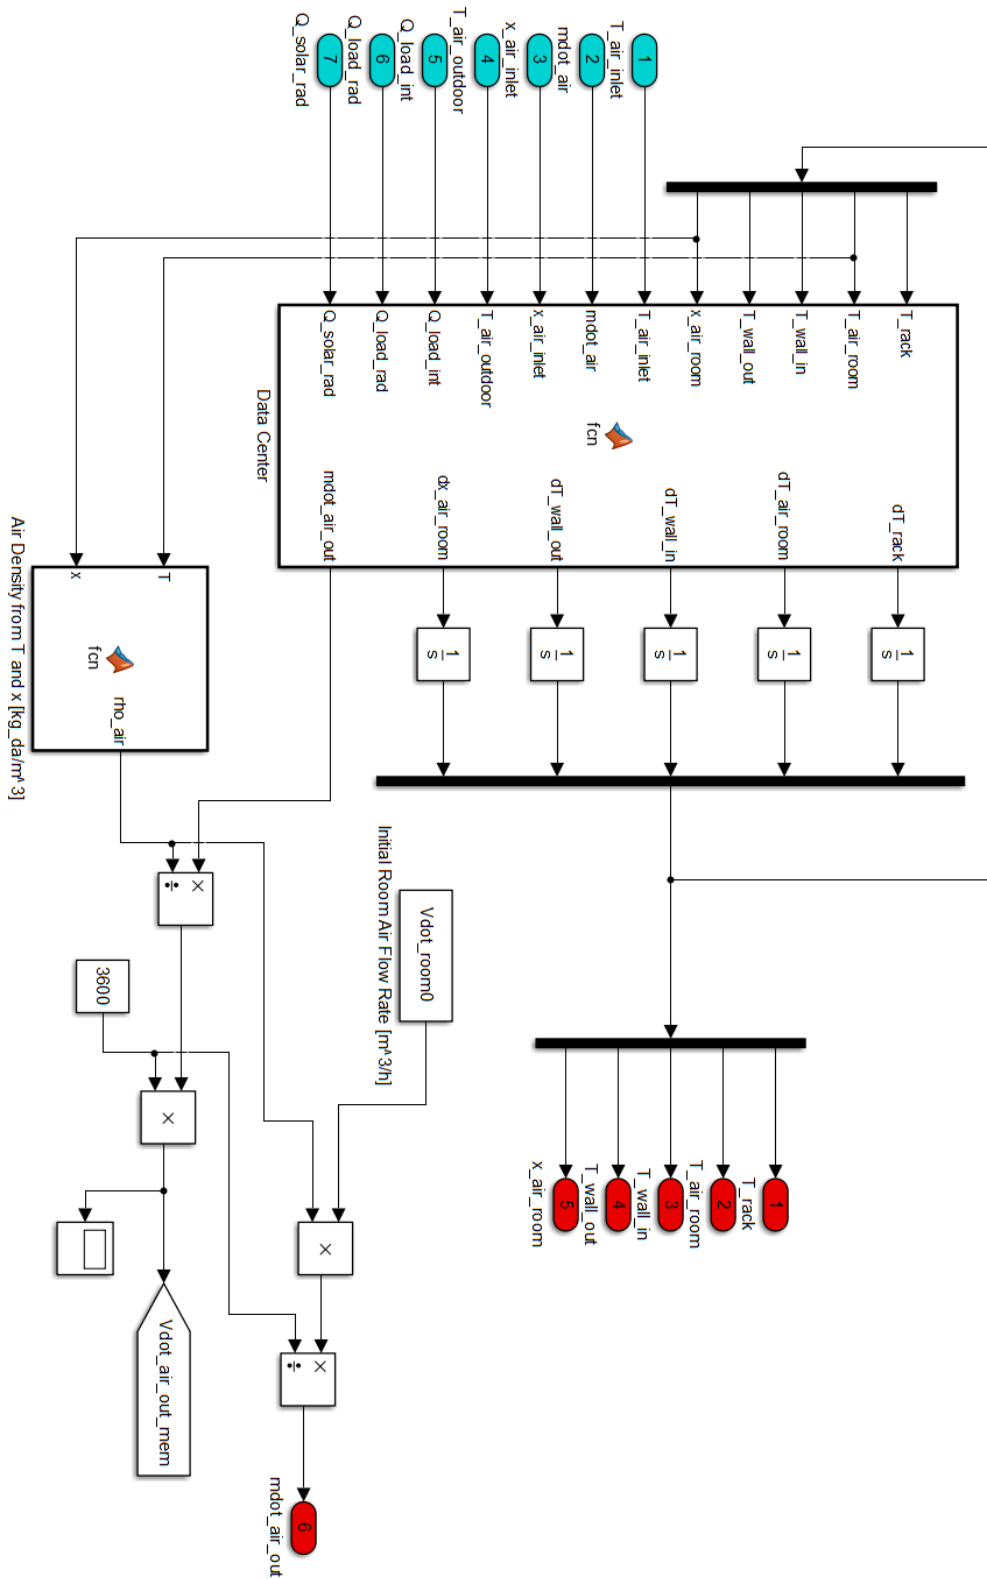 1
T_air_inlet
2
mdot_air
3
x_air_inlet
4
T_air_outdoor
5
Q_load_int
6
Q_load_rad
7
Q_solar_rad
T_rack
T_air_room
T_wall_in
T_wall_out
x_air_room
T_air_inlet
mdot_air
x_air_inlet
T_air_outdoor
Q_load_int
Q_load_rad
Q_solar_rad
fcn
dT_rack
dT_air_room
dT_wall_in
dT_wall_out
dx_air_room
mdot_air_out
Data Center
1
s
1
s
1
s
1
s
1
s
1
T_rack
2
T_air_room
3
T_wall_in
4
T_wall_out
5
x_air_room
T
x
fcn
rho_air
Air Density from T and x [kg_da/m^3]
Vdot_room0
Initial Room Air Flow Rate [m^3/h]
×
÷
3600
×
×
×
÷
Vdot_air_out_mem
6
mdot_air_out